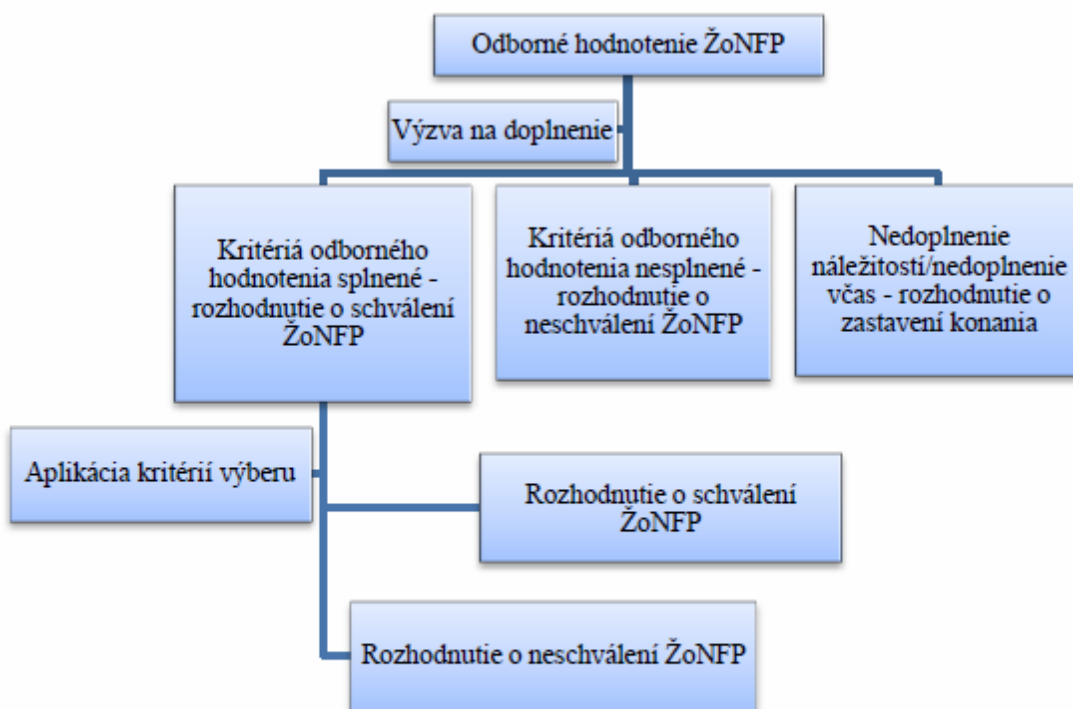 Odborné hodnotenie ŽoNFP
Výzva na doplnenie
Kritériá odborného
hodnotenia splnené -
rozhodnutie o schválení
ŽoNFP
Kritériá odborného
hodnotenia nesplnené -
rozhodnutie o
neschválení ŽoNFP
Nedoplnenie
náležitostí/nedoplnenie
včas - rozhodnutie o
zastavení konania
Aplikácia kritérií výberu
Rozhodnutie o schválení
ŽoNFP
Rozhodnutie o neschválení ŽoNFP